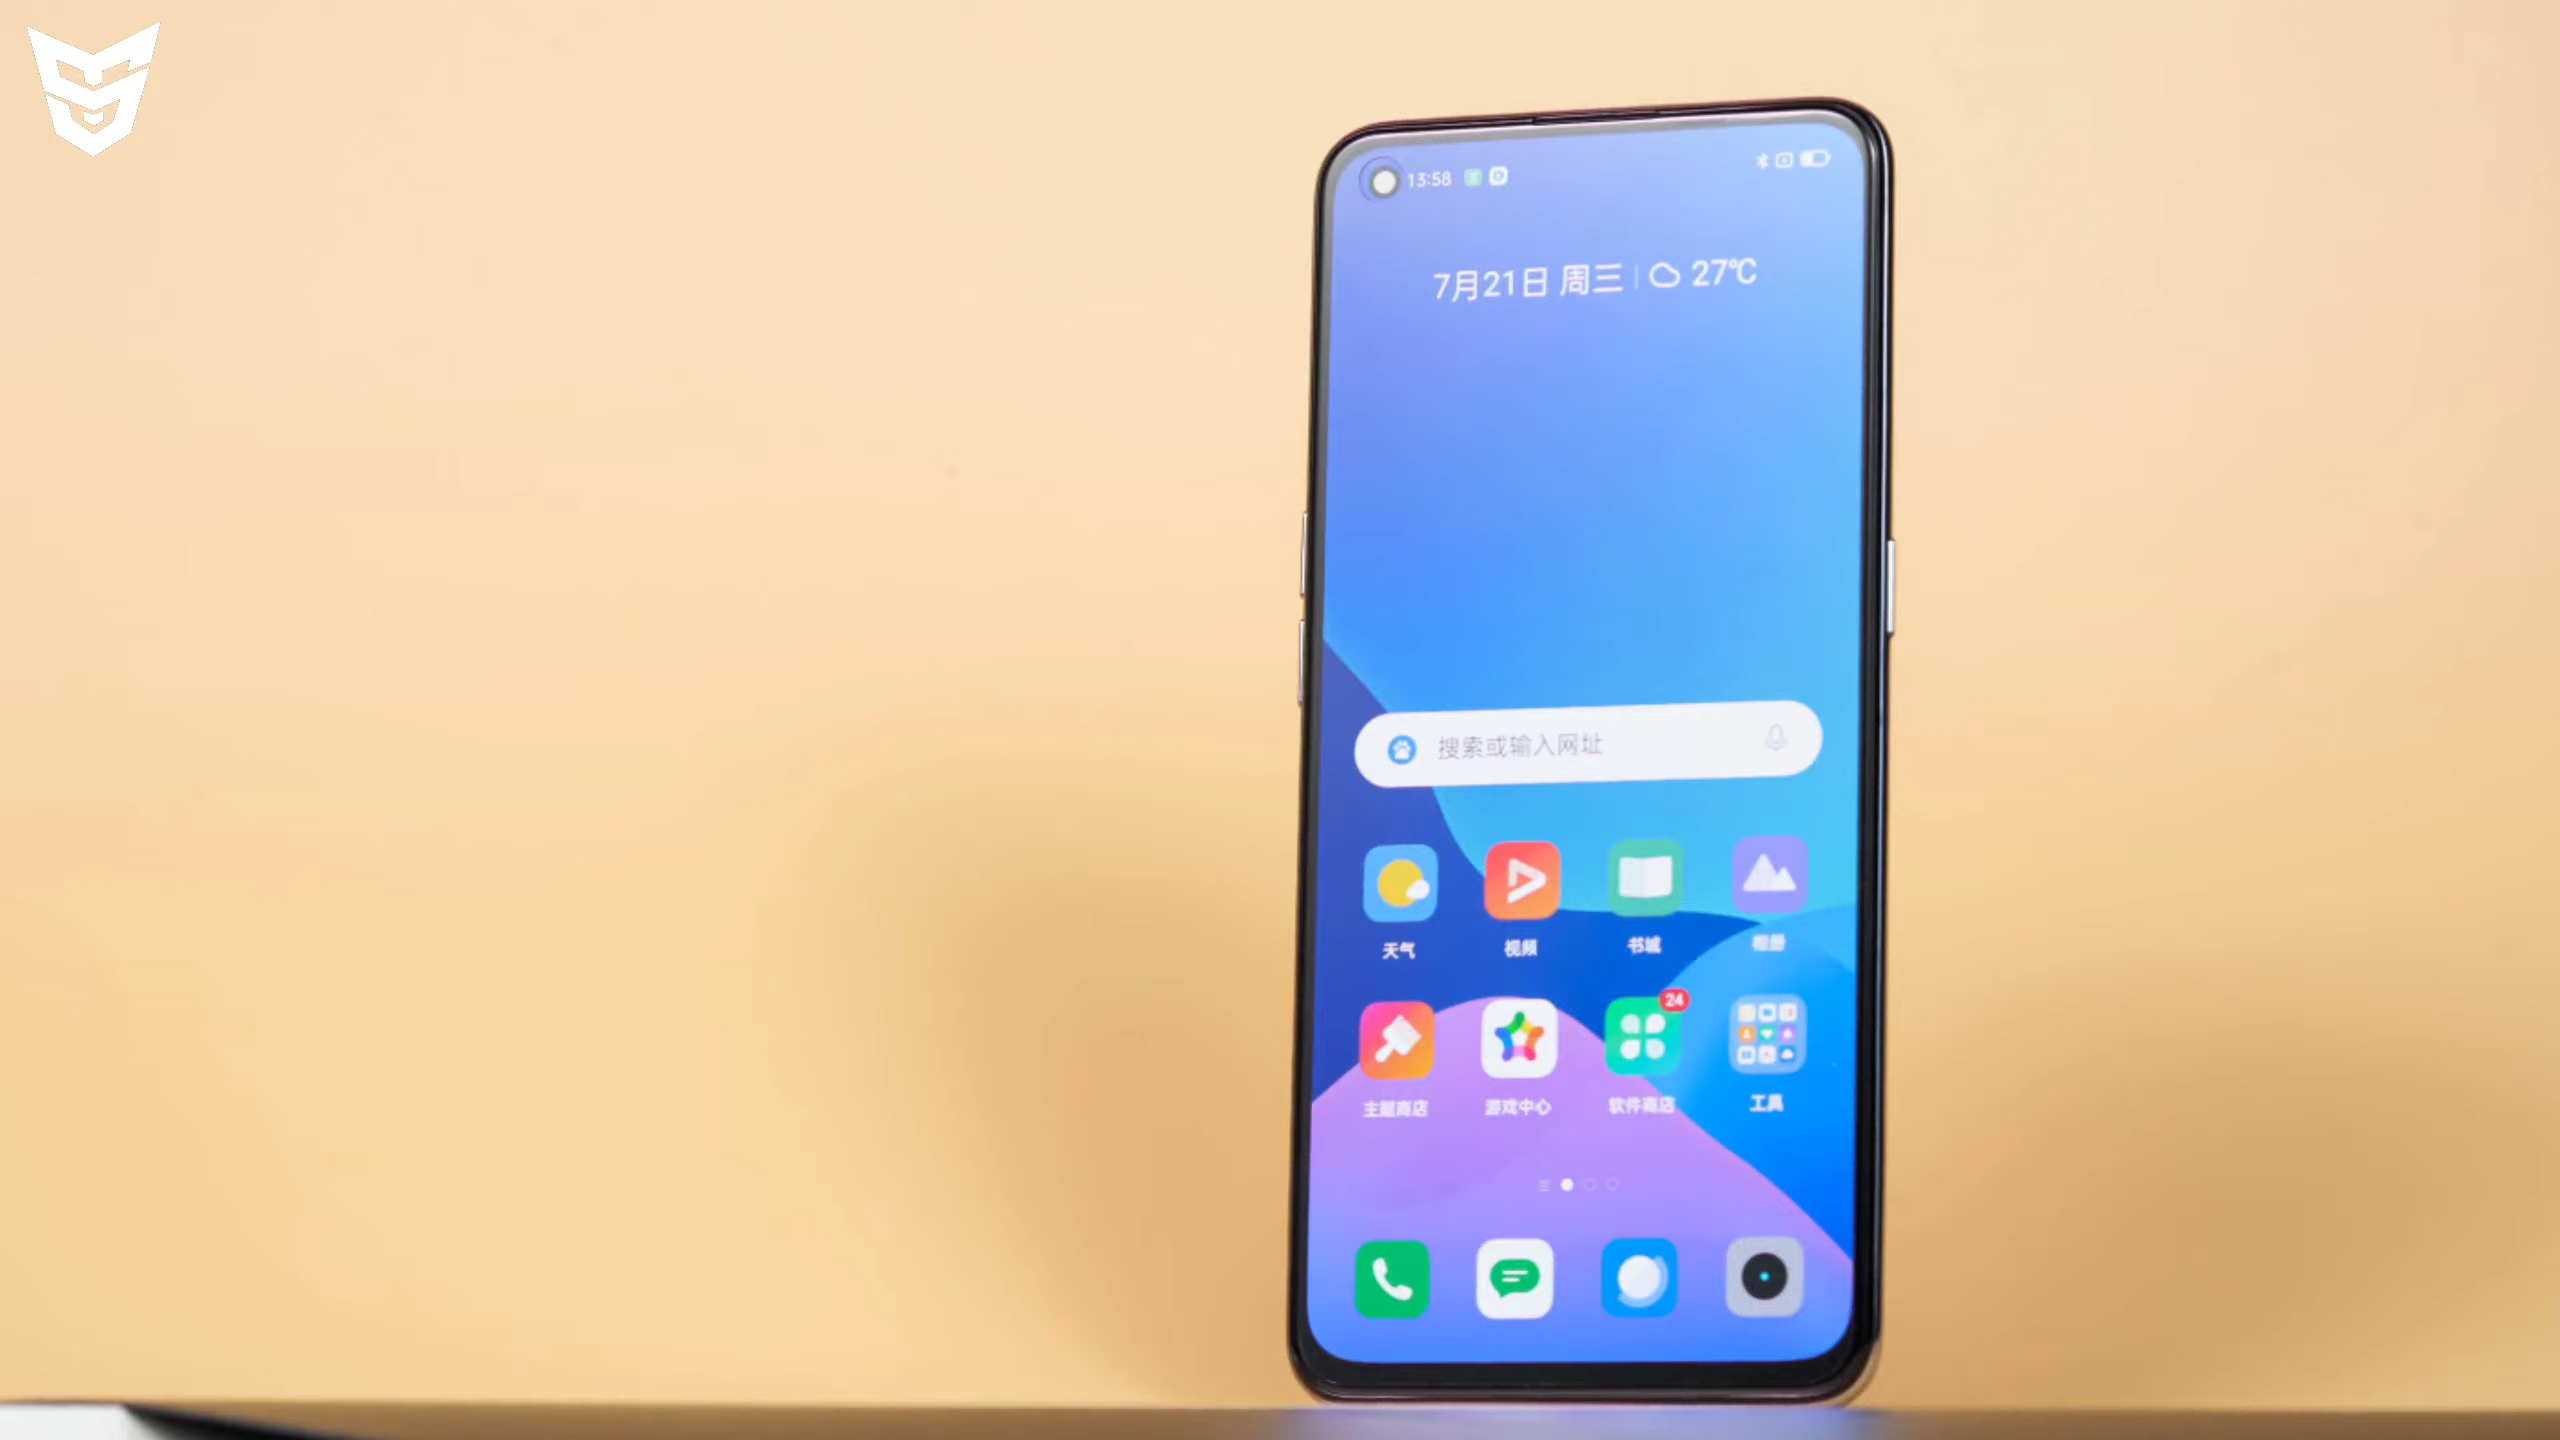 13:58
7月21日 周三 27℃
搜索或输入网址
天气 视频 书城 相册
24
主题商店 游戏中心 软件商店 工具